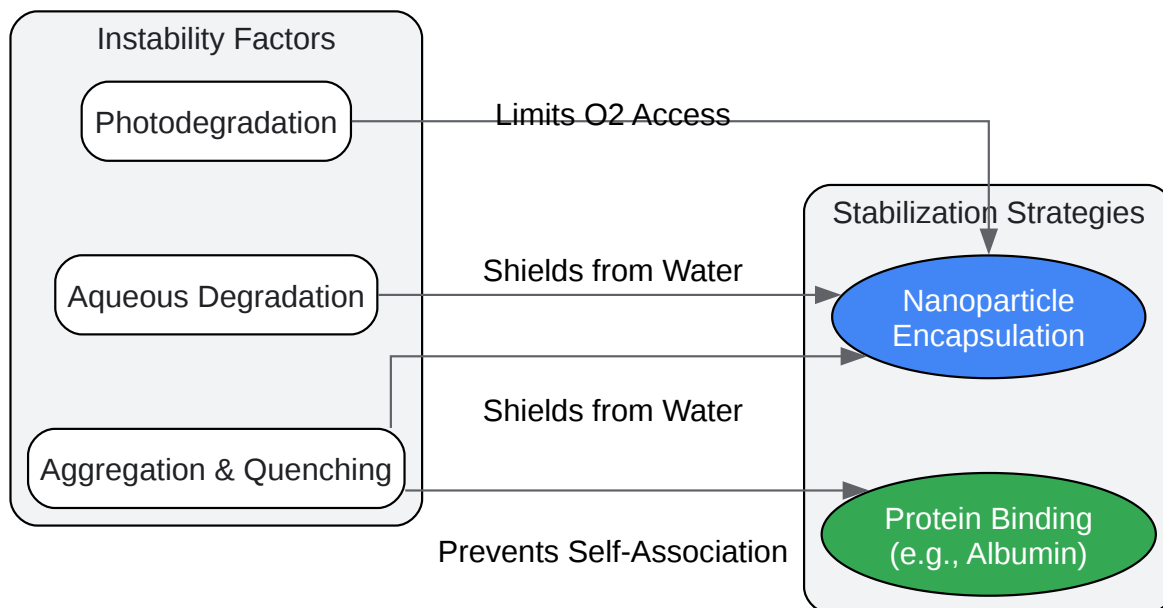 Instability Factors
Photodegradation
Limits O2 Access
Stabilization Strategies
Aqueous Degradation
Shields from Water
Nanoparticle
Encapsulation
Shields from Water
Aggregation & Quenching
Prevents Self-Association
Protein Binding
(e.g., Albumin)